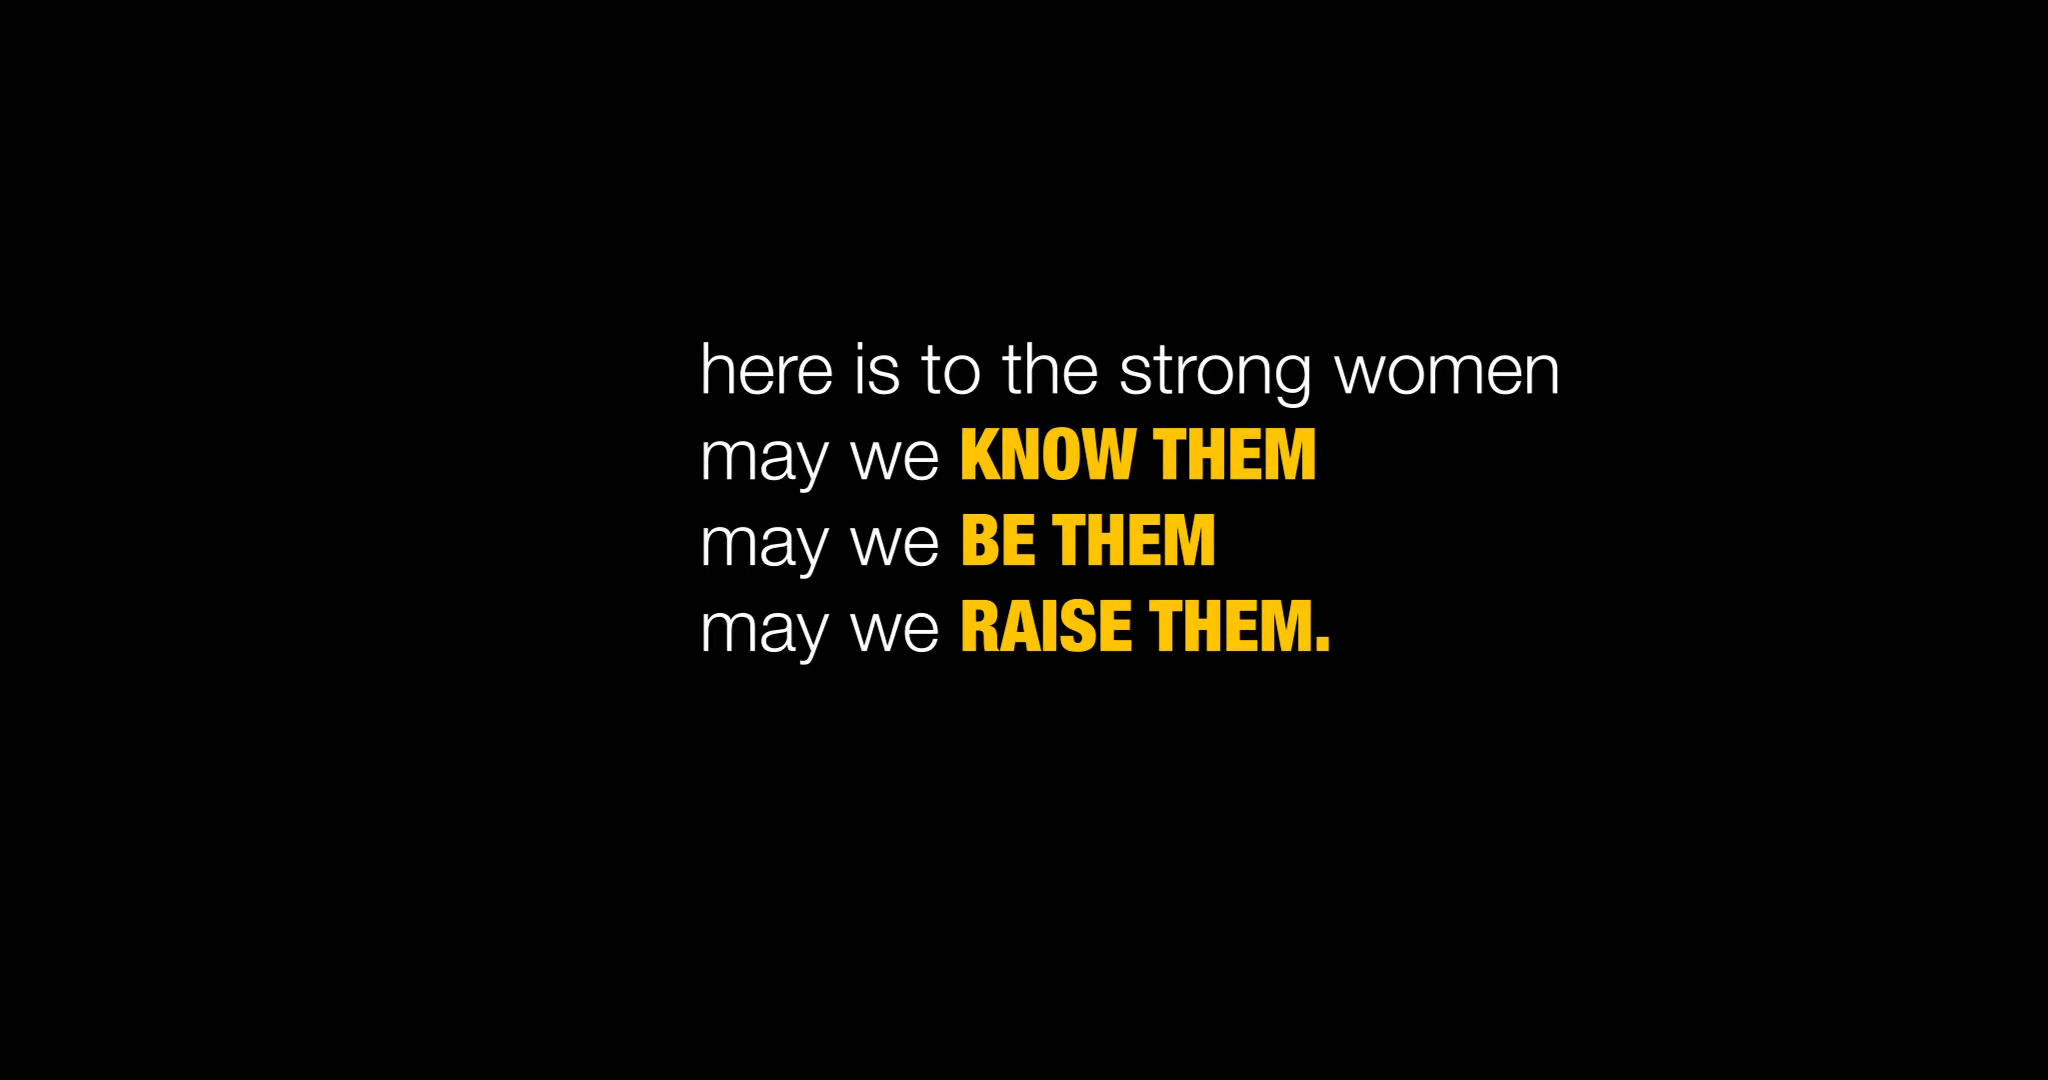 here is to the strong women
may we KNOW THEM
may we BE THEM
may we RAISE THEM.